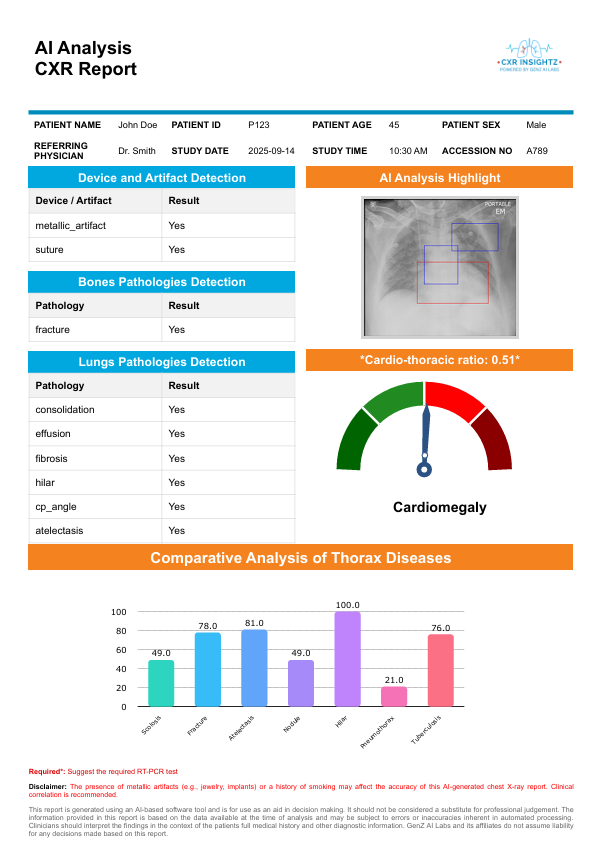 AI Analysis
CXR Report
CXR INSIGHTZ
POWERED BY GENZ AI LABS
PATIENT NAME John Doe PATIENT ID P123 PATIENT AGE 45 PATIENT SEX Male
REFERRING PHYSICIAN Dr. Smith STUDY DATE 2025-09-14 STUDY TIME 10:30 AM ACCESSION NO A789
Device and Artifact Detection
Device / Artifact Result
metallic_artifact Yes
suture Yes
Bones Pathologies Detection
Pathology Result
fracture Yes
Lungs Pathologies Detection
Pathology Result
consolidation Yes
effusion Yes
fibrosis Yes
hilar Yes
cp_angle Yes
atelectasis Yes
AI Analysis Highlight
PORTABLE
EM
*Cardio-thoracic ratio: 0.51*
Cardiomegaly
Comparative Analysis of Thorax Diseases
100
80
60
40
20
0
49.0
78.0
81.0
49.0
100.0
21.0
76.0
Scolosis
Fracture
Atelectasis
Nodule
Hilar
Pneumothorax
Tuberculosis
Required*: Suggest the required RT-PCR test
Disclaimer: The presence of metallic artifacts (e.g., jewelry, implants) or a history of smoking may affect the accuracy of this AI-generated chest X-ray report. Clinical
correlation is recommended.
This report is generated using an AI-based software tool and is for use as an aid in decision making. It should not be considered a substitute for professional judgement. The
information provided in this report is based on the data available at the time of analysis and may be subject to errors or inaccuracies inherent in automated processing.
Clinicians should interpret the findings in the context of the patients full medical history and other diagnostic information. GenZ AI Labs and its affiliates do not assume liability
for any decisions made based on this report.